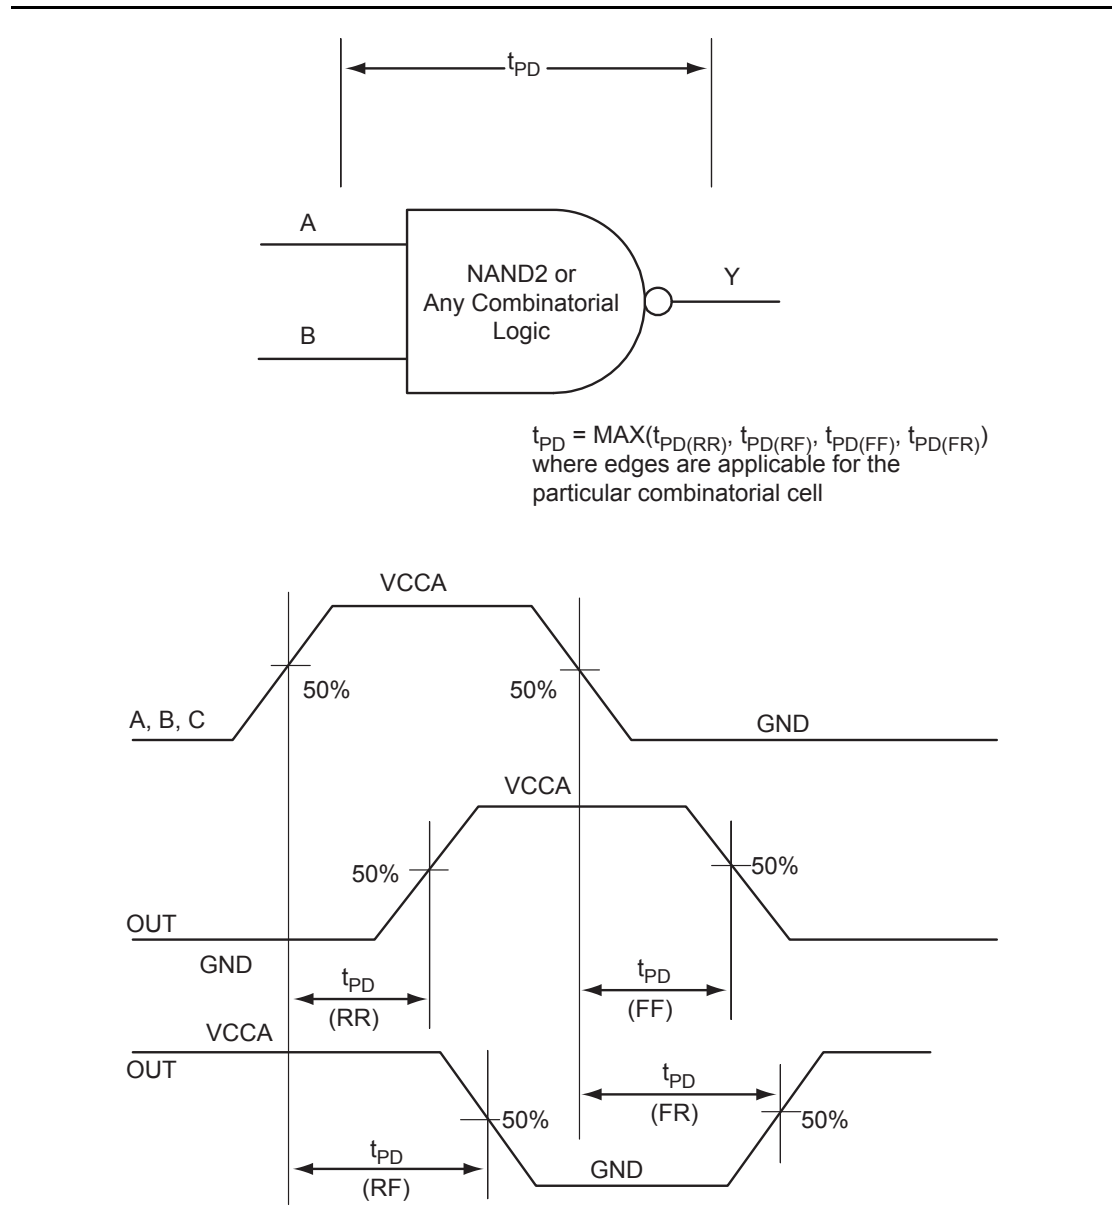 tPD
A
NAND2 or
Any Combinatorial
Logic
Y
B
tPD = MAX(tPD(RR), tPD(RF), tPD(FF), tPD(FR))
where edges are applicable for the
particular combinatorial cell
VCCA
50%
50%
A, B, C
GND
VCCA
50%
50%
OUT
GND
tPD
(RR)
tPD
(FF)
VCCA
OUT
tPD
(FR)
50%
50%
tPD
(RF)
GND